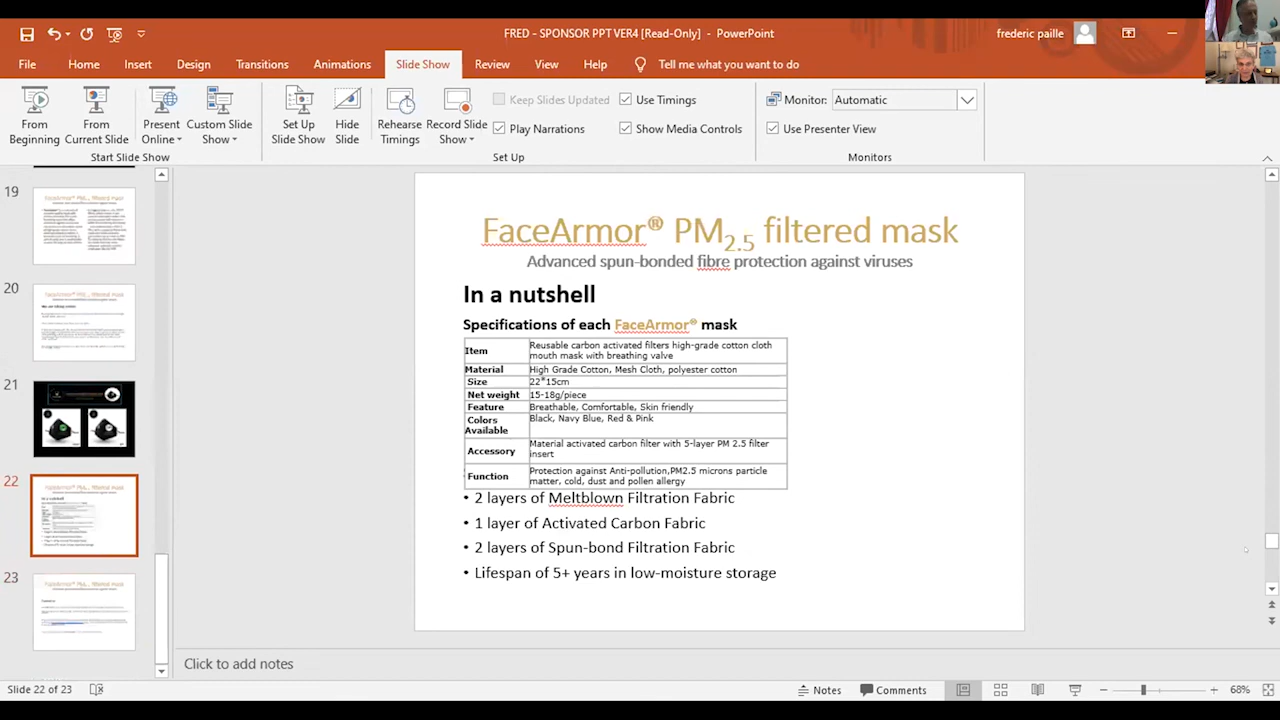 FRED - SPONSOR PPT VER4 [Read-Only] - PowerPoint
frederic paille
File Home Insert Design Transitions Animations Slide Show Review View Help Tell me what you want to do
From Beginning
From Current Slide
Present Online
Custom Slide Show
Start Slide Show
Set Up Slide Show
Hide Slide
Rehearse Timings
Record Slide Show
Keep Slides Updated
Play Narrations
Use Timings
Show Media Controls
Set Up
Monitor: Automatic
Use Presenter View
Monitors
19
20
21
22
23
FaceArmor® PM2.5 filtered mask
Advanced spun-bonded fibre protection against viruses
In a nutshell
Specifications of each FaceArmor® mask
Item Reusable carbon activated filters high-grade cotton cloth
mouth mask with breathing valve
Material High Grade Cotton, Mesh Cloth, polyester cotton
Size 22*15cm
Net weight 15-18g/piece
Feature Breathable, Comfortable, Skin friendly
Colors Available Black, Navy Blue, Red & Pink
Accessory Material activated carbon filter with 5-layer PM 2.5 filter
insert
Function Protection against Anti-pollution,PM2.5 microns particle
matter, cold, dust and pollen allergy
• 2 layers of Meltblown Filtration Fabric
• 1 layer of Activated Carbon Fabric
• 2 layers of Spun-bond Filtration Fabric
• Lifespan of 5+ years in low-moisture storage
Click to add notes
Slide 22 of 23
Notes
Comments
68%